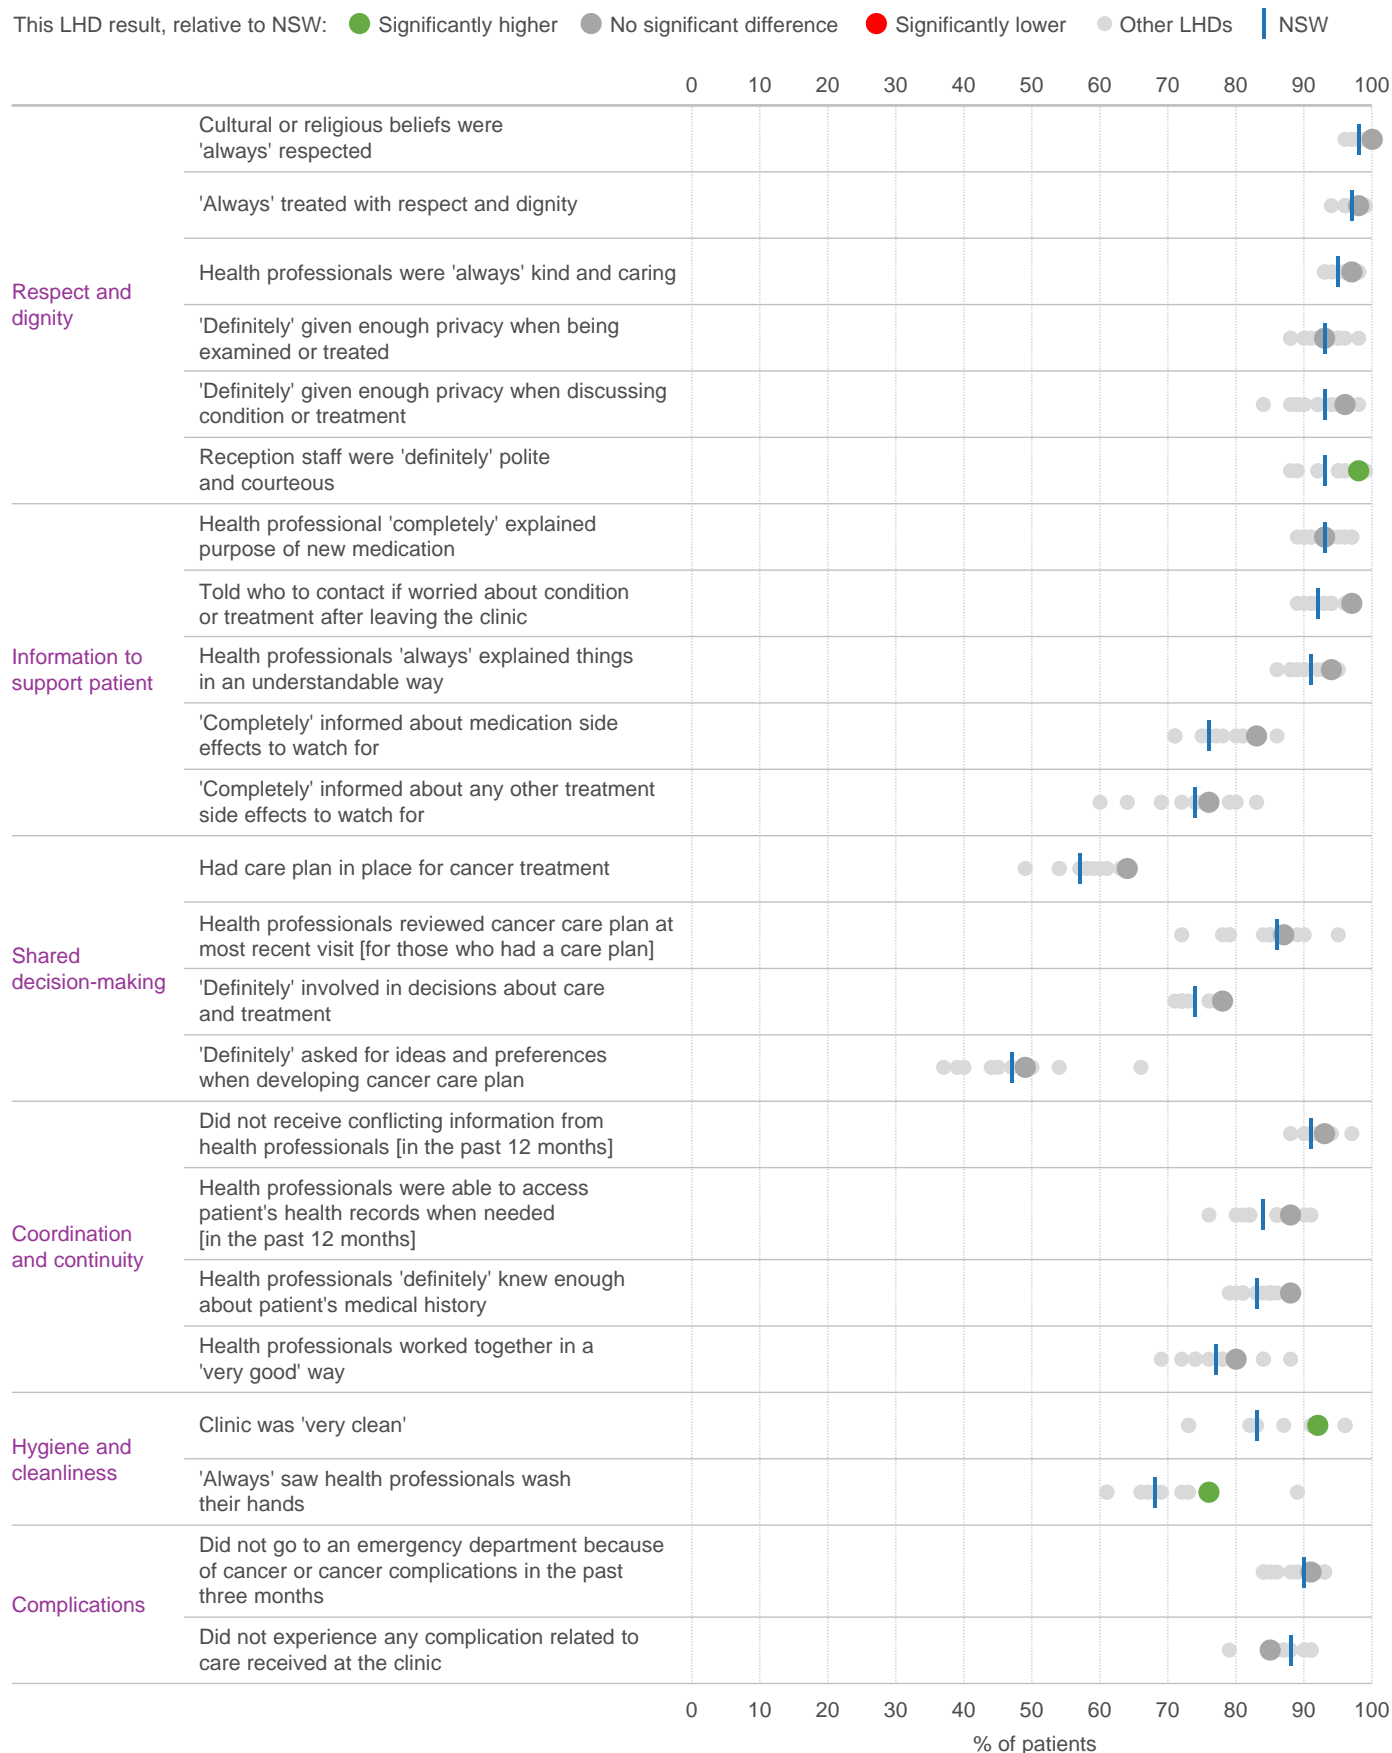 This LHD result, relative to NSW: Significantly higher No significant difference Significantly lower Other LHDs NSW
0 10 20 30 40 50 60 70 80 90 100
Respect and
dignity
Cultural or religious beliefs were
'always' respected
'Always' treated with respect and dignity
Health professionals were 'always' kind and caring
'Definitely' given enough privacy when being
examined or treated
'Definitely' given enough privacy when discussing
condition or treatment
Reception staff were 'definitely' polite
and courteous
Information to
support patient
Health professional 'completely' explained
purpose of new medication
Told who to contact if worried about condition
or treatment after leaving the clinic
Health professionals 'always' explained things
in an understandable way
'Completely' informed about medication side
effects to watch for
'Completely' informed about any other treatment
side effects to watch for
Shared
decision-making
Had care plan in place for cancer treatment
Health professionals reviewed cancer care plan at
most recent visit [for those who had a care plan]
'Definitely' involved in decisions about care
and treatment
'Definitely' asked for ideas and preferences
when developing cancer care plan
Coordination
and continuity
Did not receive conflicting information from
health professionals [in the past 12 months]
Health professionals were able to access
patient's health records when needed
[in the past 12 months]
Health professionals 'definitely' knew enough
about patient's medical history
Health professionals worked together in a
'very good' way
Hygiene and
cleanliness
Clinic was 'very clean'
'Always' saw health professionals wash
their hands
Complications
Did not go to an emergency department because
of cancer or cancer complications in the past
three months
Did not experience any complication related to
care received at the clinic
0 10 20 30 40 50 60 70 80 90 100
% of patients